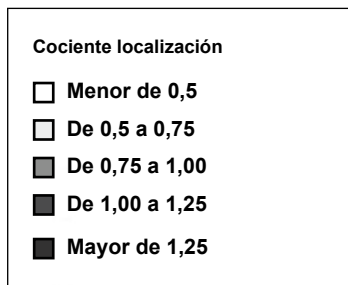 Cociente localización
Menor de 0,5
De 0,5 a 0,75
De 0,75 a 1,00
De 1,00 a 1,25
Mayor de 1,25